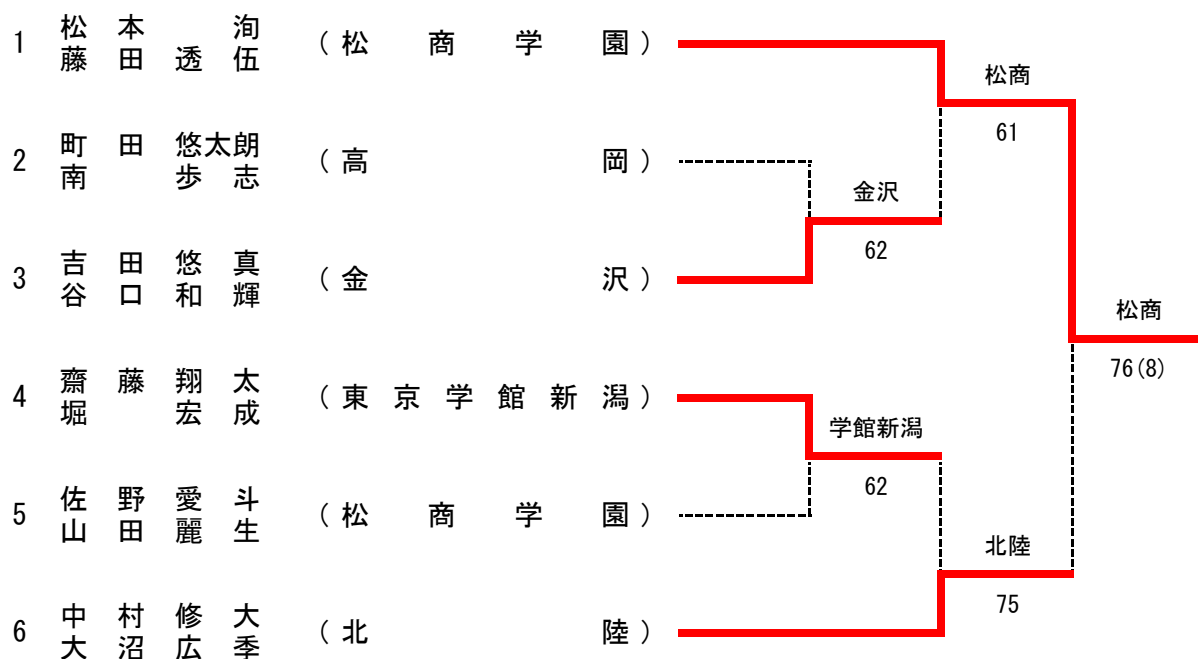 1 松本洵 (松商学園)
藤田透伍
松商
61
2 町田悠太朗 (高岡)
南歩志
金沢
62
3 吉田悠真 (金沢)
谷口和輝
松商
76(8)
4 齋藤翔太 (東京学館新潟)
堀宏成
学館新潟
62
5 佐野愛斗 (松商学園)
山田麗生
北陸
75
6 中村修大 (北陸)
大沼広季